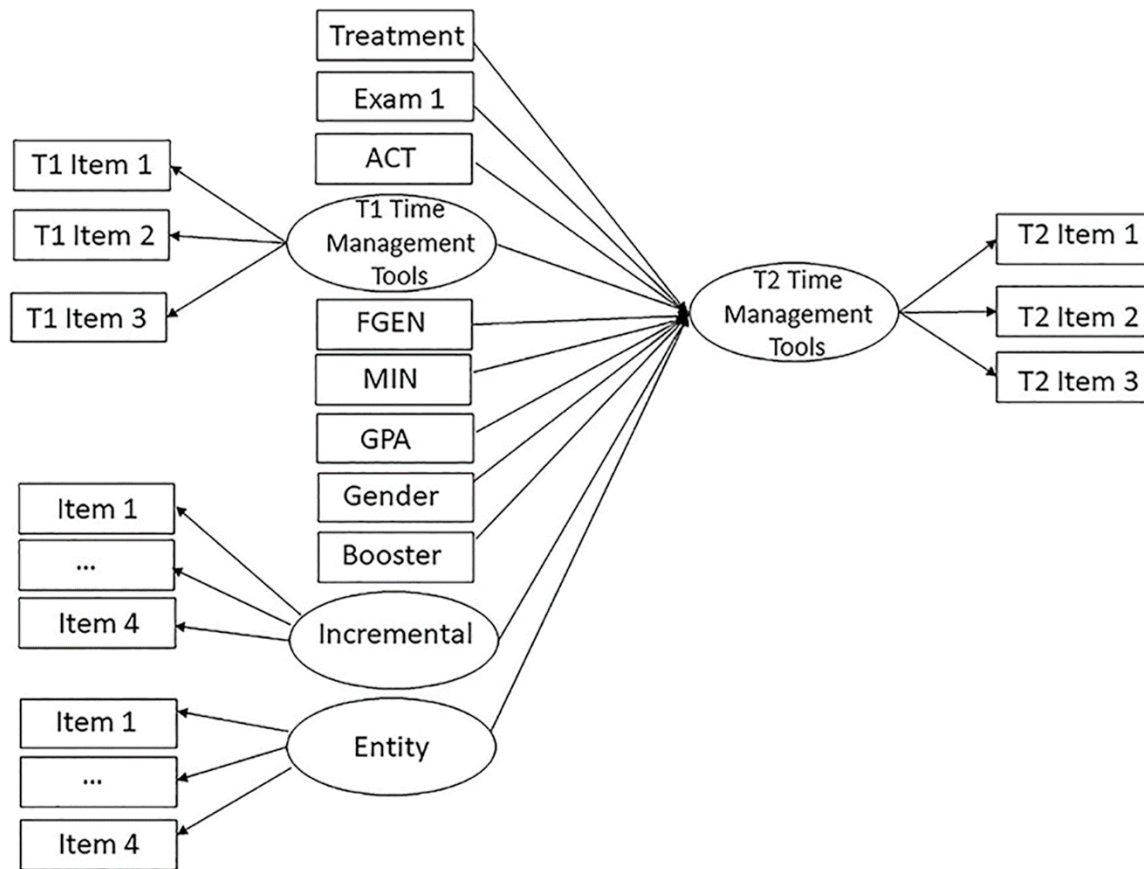 Treatment
Exam 1
ACT
T1 Item 1
T1 Item 2
T1 Item 3
T1 Time
Management
Tools
FGEN
MIN
GPA
Gender
Booster
Item 1
...
Item 4
Incremental
Item 1
...
Item 4
Entity
T2 Time
Management
Tools
T2 Item 1
T2 Item 2
T2 Item 3